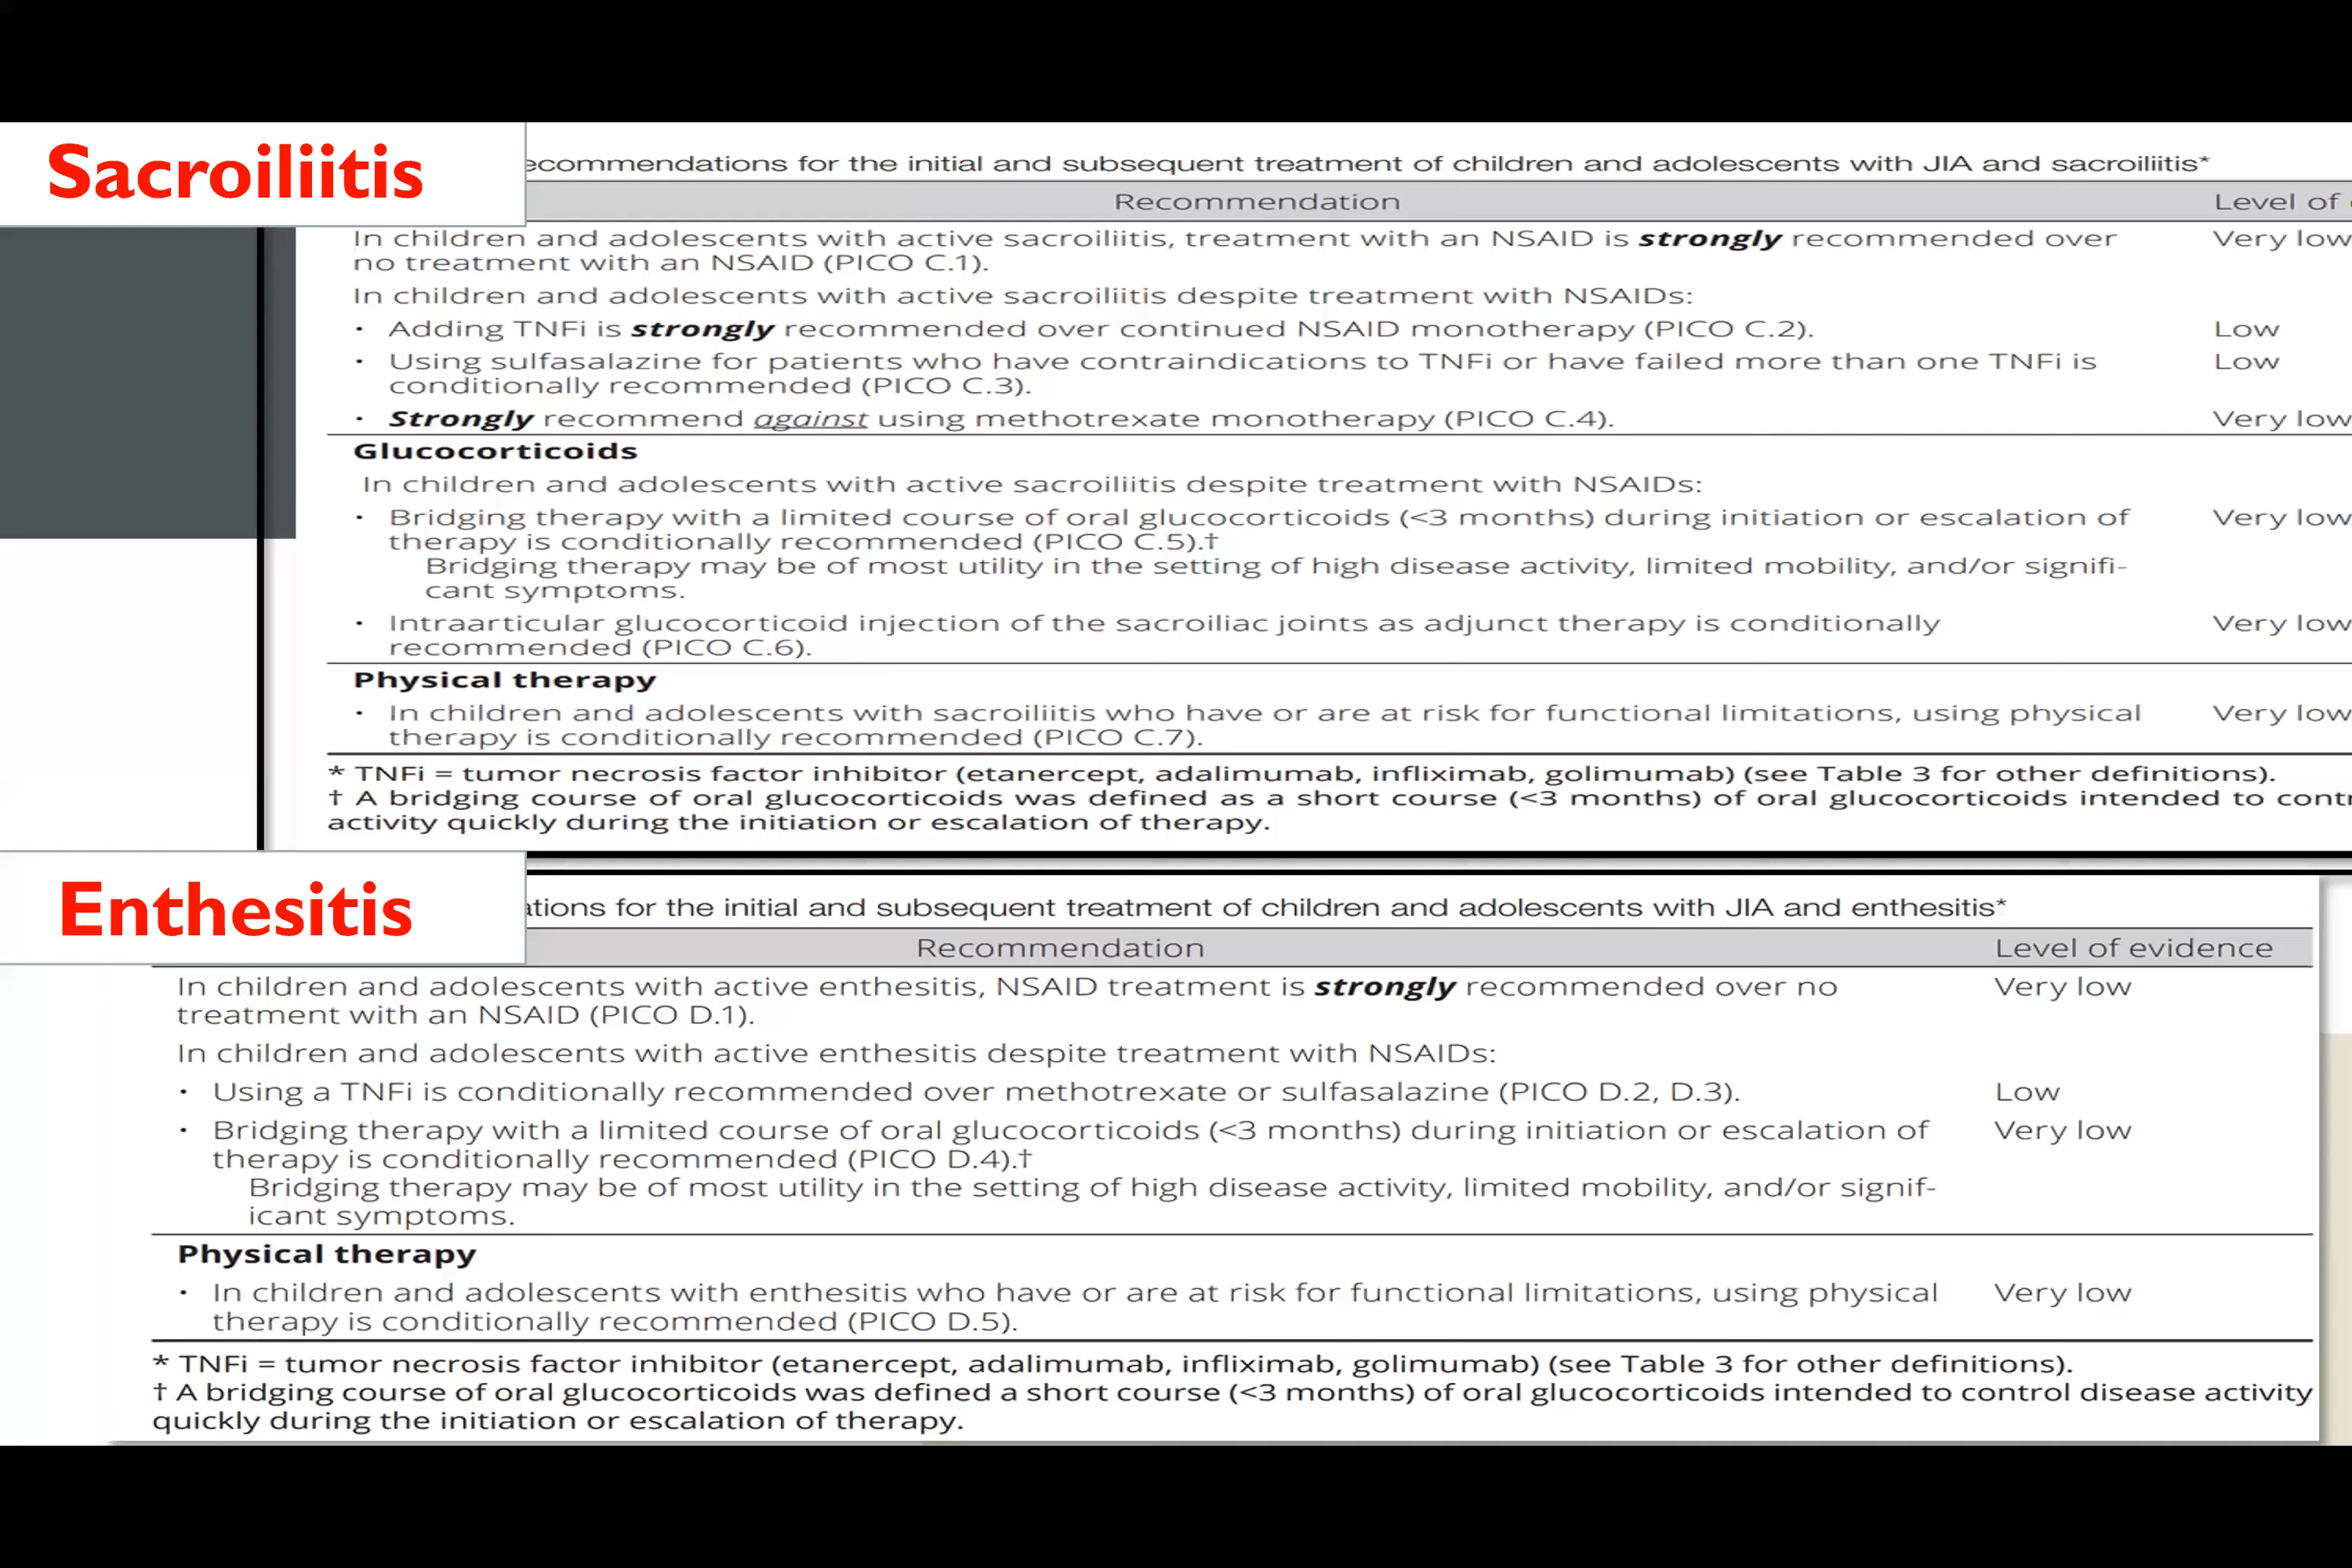 Sacroiliitis
ecommendations for the initial and subsequent treatment of children and adolescents with JIA and sacroiliitis*
Recommendation Level of
In children and adolescents with active sacroiliitis, treatment with an NSAID is strongly recommended over Very low
no treatment with an NSAID (PICO C.1).
In children and adolescents with active sacroiliitis despite treatment with NSAIDs:
· Adding TNFi is strongly recommended over continued NSAID monotherapy (PICO C.2). Low
· Using sulfasalazine for patients who have contraindications to TNFi or have failed more than one TNFi is Low
conditionally recommended (PICO C.3).
· Strongly recommend against using methotrexate monotherapy (PICO C.4). Very low
Glucocorticoids
In children and adolescents with active sacroiliitis despite treatment with NSAIDs:
· Bridging therapy with a limited course of oral glucocorticoids (<3 months) during initiation or escalation of Very low
therapy is conditionally recommended (PICO C.5).†
Bridging therapy may be of most utility in the setting of high disease activity, limited mobility, and/or signifi-
cant symptoms.
· Intraarticular glucocorticoid injection of the sacroiliac joints as adjunct therapy is conditionally Very low
recommended (PICO C.6).
Physical therapy
· In children and adolescents with sacroiliitis who have or are at risk for functional limitations, using physical Very low
therapy is conditionally recommended (PICO C.7).
* TNFi = tumor necrosis factor inhibitor (etanercept, adalimumab, infliximab, golimumab) (see Table 3 for other definitions).
† A bridging course of oral glucocorticoids was defined as a short course (<3 months) of oral glucocorticoids intended to contr
activity quickly during the initiation or escalation of therapy.
Enthesitis
ations for the initial and subsequent treatment of children and adolescents with JIA and enthesitis*
Recommendation Level of evidence
In children and adolescents with active enthesitis, NSAID treatment is strongly recommended over no Very low
treatment with an NSAID (PICO D.1).
In children and adolescents with active enthesitis despite treatment with NSAIDs:
· Using a TNFi is conditionally recommended over methotrexate or sulfasalazine (PICO D.2, D.3). Low
· Bridging therapy with a limited course of oral glucocorticoids (<3 months) during initiation or escalation of Very low
therapy is conditionally recommended (PICO D.4).†
Bridging therapy may be of most utility in the setting of high disease activity, limited mobility, and/or signif-
icant symptoms.
Physical therapy
· In children and adolescents with enthesitis who have or are at risk for functional limitations, using physical Very low
therapy is conditionally recommended (PICO D.5).
* TNFi = tumor necrosis factor inhibitor (etanercept, adalimumab, infliximab, golimumab) (see Table 3 for other definitions).
† A bridging course of oral glucocorticoids was defined a short course (<3 months) of oral glucocorticoids intended to control disease activity
quickly during the initiation or escalation of therapy.